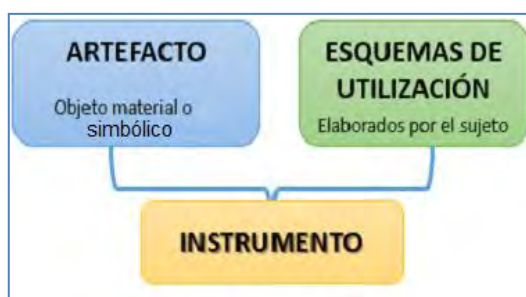 ARTEFACTO
Objeto material o
simbólico
ESQUEMAS DE
UTILIZACIÓN
Elaborados por el sujeto
INSTRUMENTO